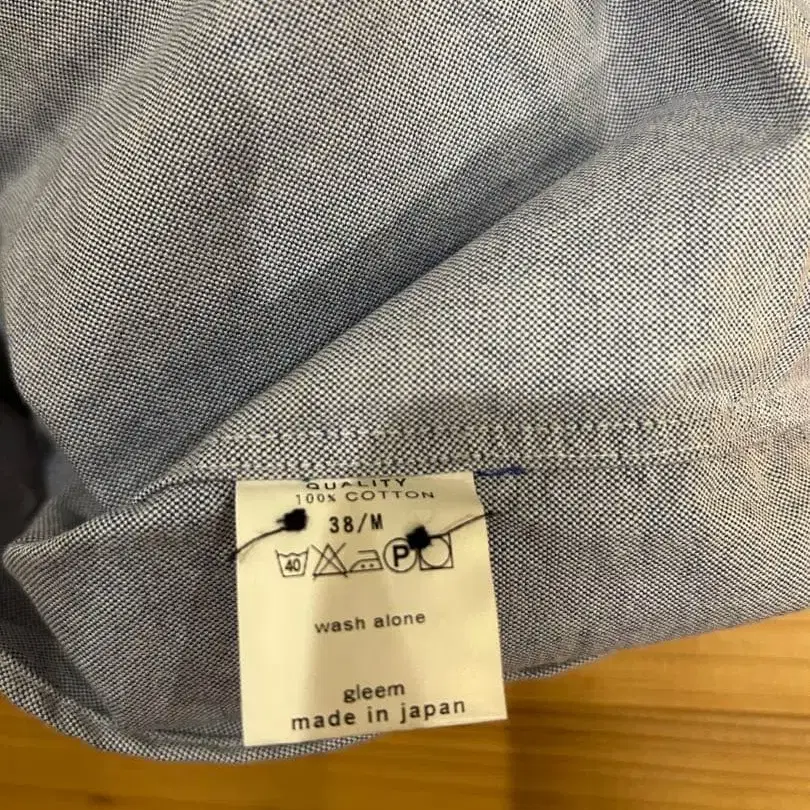 QUALITY
100% COTTON
38/M
40 P
wash alone
gleem
made in japan